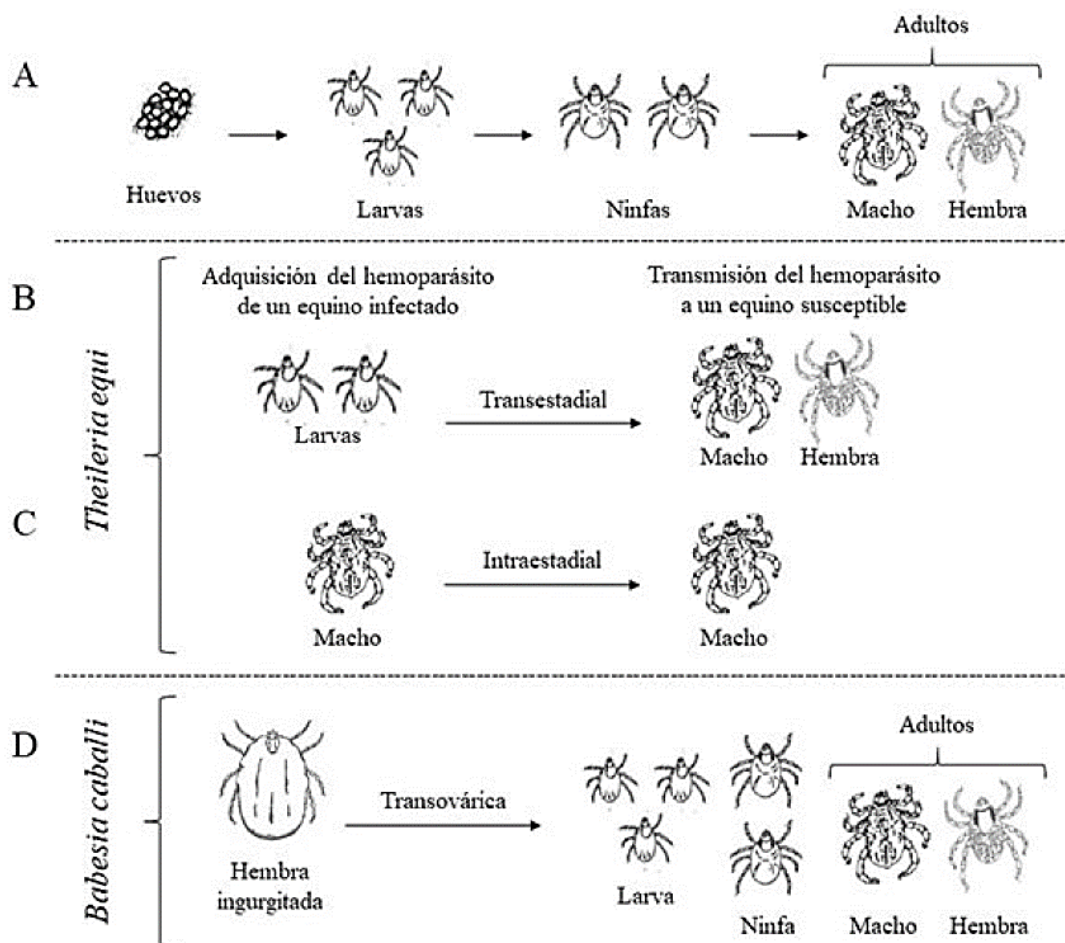 A
Adultos
Huevos
Larvas
Ninfas
Macho
Hembra
B
Theileria equi
Adquisición del hemoparásito
de un equino infectado
Transmisión del hemoparásito
a un equino susceptible
Larvas
Transestadial
Macho
Hembra
C
Macho
Intraestadial
Macho
D
Babesia caballi
Adultos
Hembra
ingurgitada
Transovárica
Larva
Ninfa
Macho
Hembra